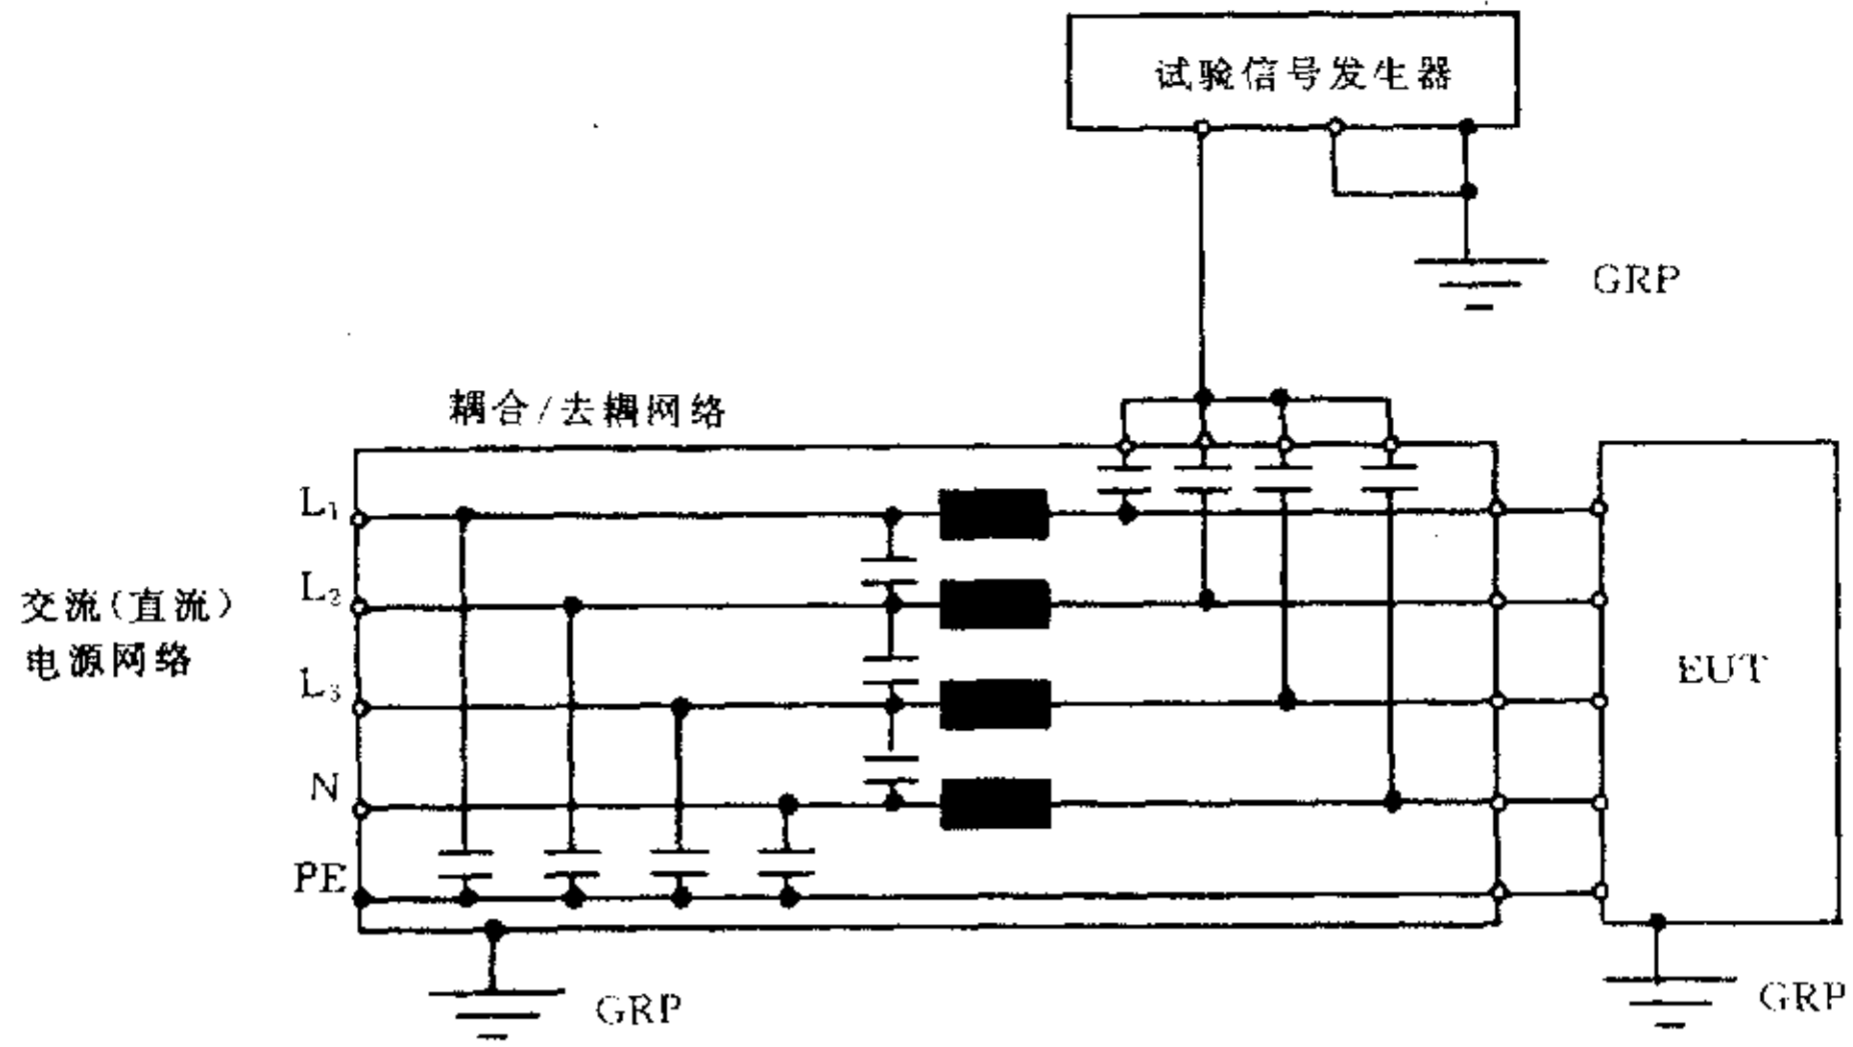 试验信号发生器
GRP
耦合/去耦网络
L₁
L₂
交流(直流)
电源网络
L₃
EUT
N
PE
GRP
GRP